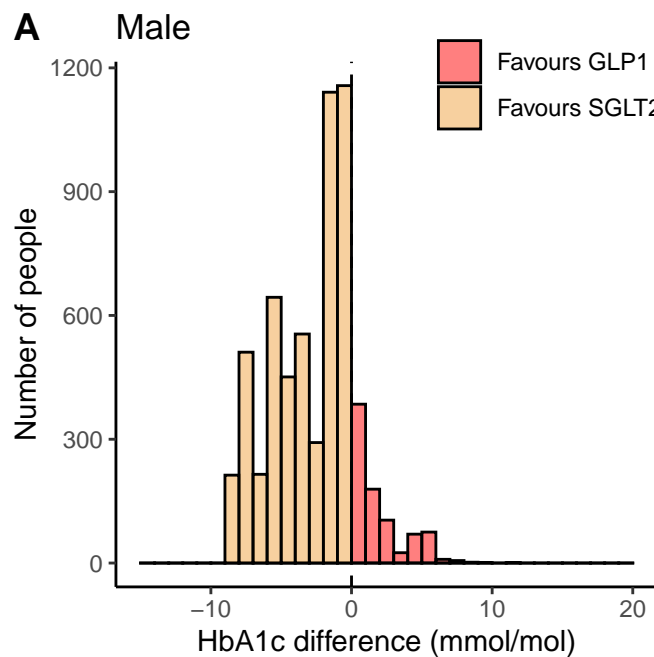 A Male
Favours GLP1
Favours SGLT2
1200
900
600
300
0
Number of people
−10 0 10 20
HbA1c difference (mmol/mol)